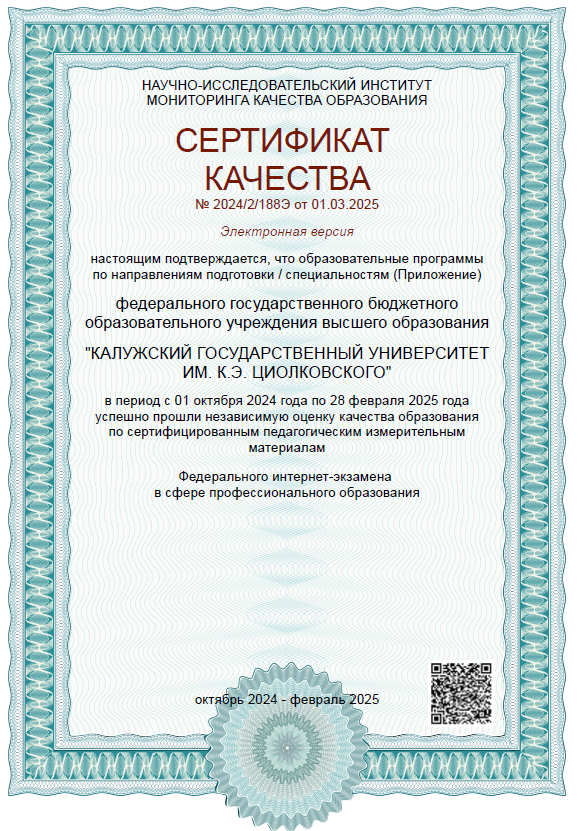 НАУЧНО-ИССЛЕДОВАТЕЛЬСКИЙ ИНСТИТУТ
МОНИТОРИНГА КАЧЕСТВА ОБРАЗОВАНИЯ
СЕРТИФИКАТ
КАЧЕСТВА
№ 2024/2/188Э от 01.03.2025
Электронная версия
настоящим подтверждается, что образовательные программы
по направлениям подготовки / специальностям (Приложение)
федерального государственного бюджетного
образовательного учреждения высшего образования
"КАЛУЖСКИЙ ГОСУДАРСТВЕННЫЙ УНИВЕРСИТЕТ
ИМ. К.Э. ЦИОЛКОВСКОГО"
в период с 01 октября 2024 года по 28 февраля 2025 года
успешно прошли независимую оценку качества образования
по сертифицированным педагогическим измерительным
материалам
Федерального интернет-экзамена
в сфере профессионального образования
октябрь 2024 - февраль 2025